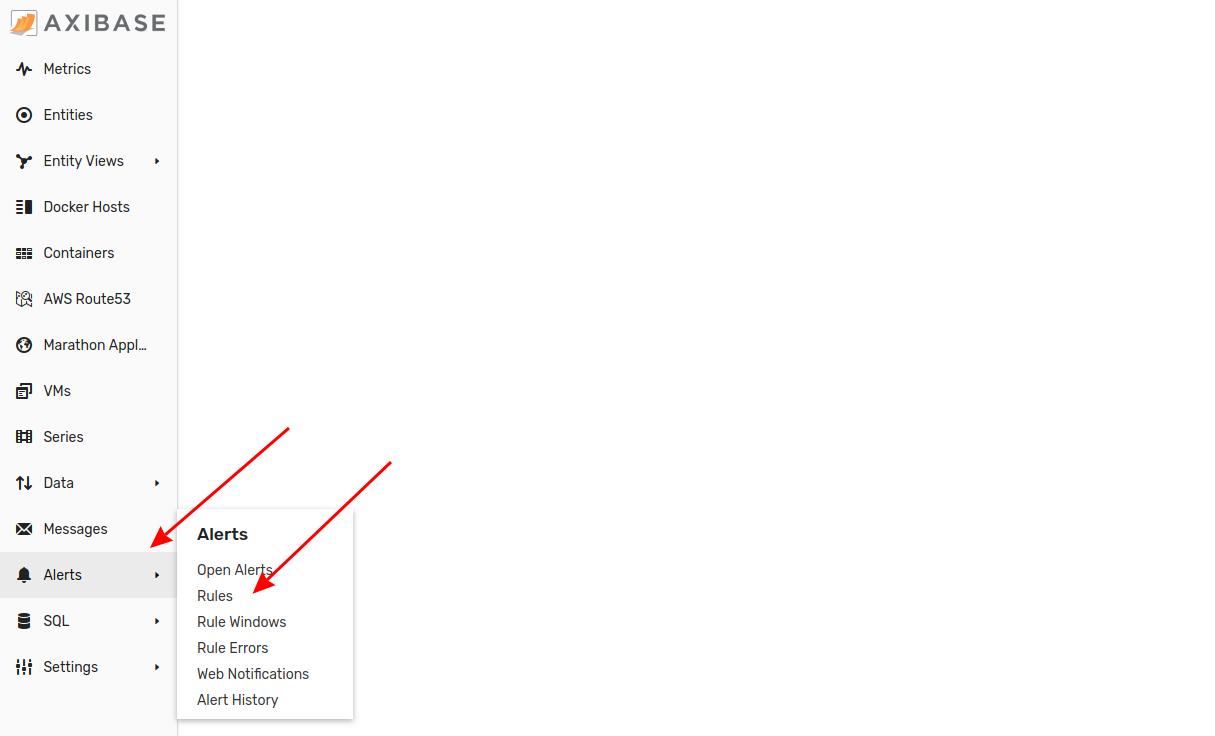 AXIBASE
Metrics
Entities
Entity Views
Docker Hosts
Containers
AWS Route53
Marathon Appl…
VMs
Series
Data
Messages
Alerts
SQL
Settings
Alerts
Open Alerts
Rules
Rule Windows
Rule Errors
Web Notifications
Alert History